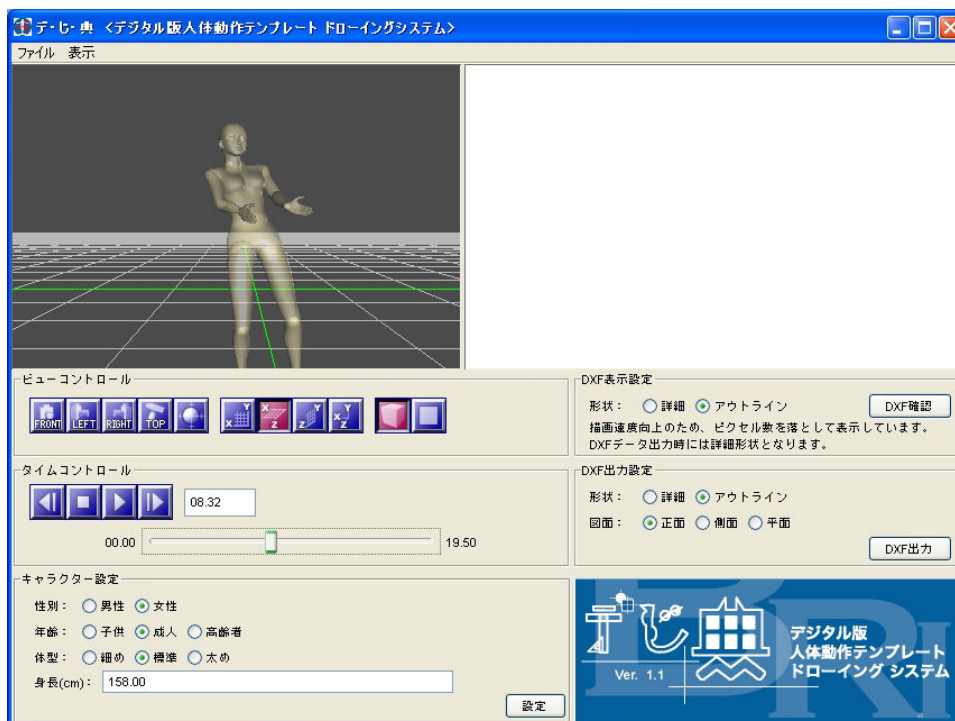 デ・じ・典 <デジタル版人体動作テンプレート ドローイングシステム>
ファイル 表示
ビューコントロール
FRONT LEFT RIGHT TOP X Y X Z Z Y X Y Z
タイムコントロール
08.32
00.00 19.50
キャラクター設定
性別： 男性 女性
年齢： 子供 成人 高齢者
体型： 細め 標準 太め
身長(cm)： 158.00
設定
DXF表示設定
形状： 詳細 アウトライン DXF確認
描画速度向上のため、ピクセル数を落として表示しています。
DXFデータ出力時には詳細形状となります。
DXF出力設定
形状： 詳細 アウトライン
図面： 正面 側面 平面
DXF出力
BRI
デジタル版
人体動作テンプレート
ドローイング システム
Ver. 1.1